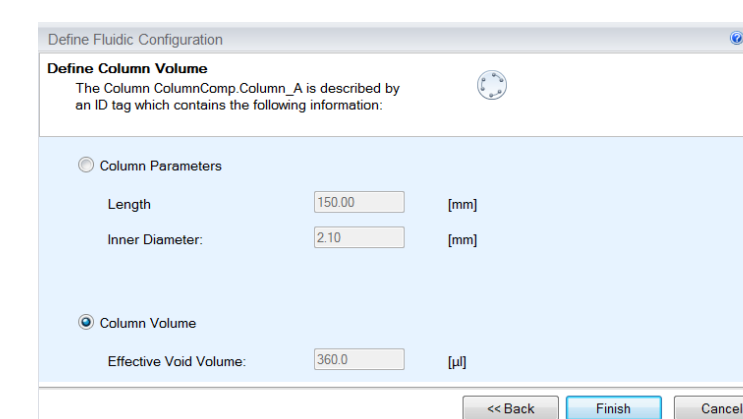 Define Fluidic Configuration
Define Column Volume
The Column ColumnComp.Column_A is described by
an ID tag which contains the following information:
Column Parameters
Length 150.00 [mm]
Inner Diameter: 2.10 [mm]
Column Volume
Effective Void Volume: 360.0 [µl]
<< Back Finish Cancel